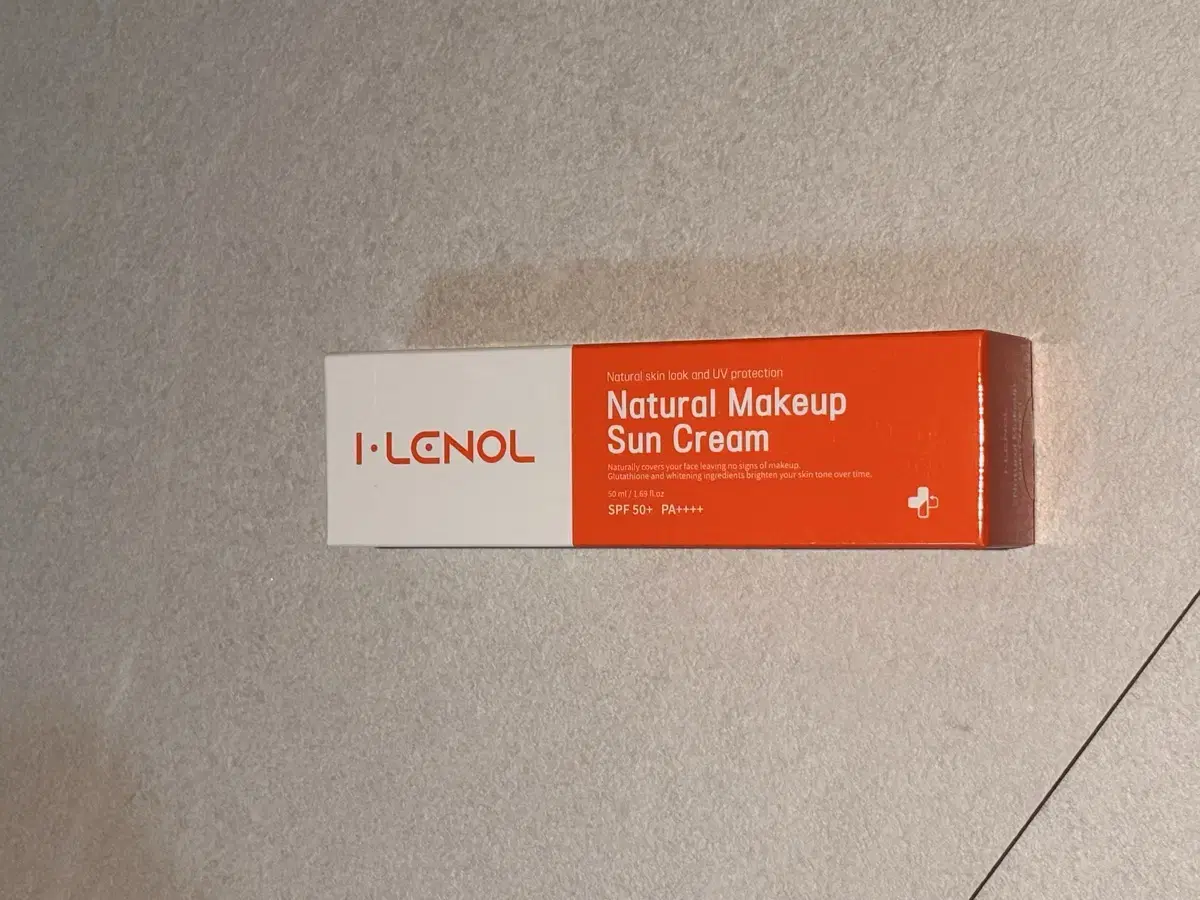 I·LENOL
Natural skin look and UV protection
Natural Makeup
Sun Cream
Naturally covers your face leaving no signs of makeup.
Glutathione and whitening ingredients brighten your skin tone over time.
50 ml / 1.69 fl.oz
SPF 50+ PA++++